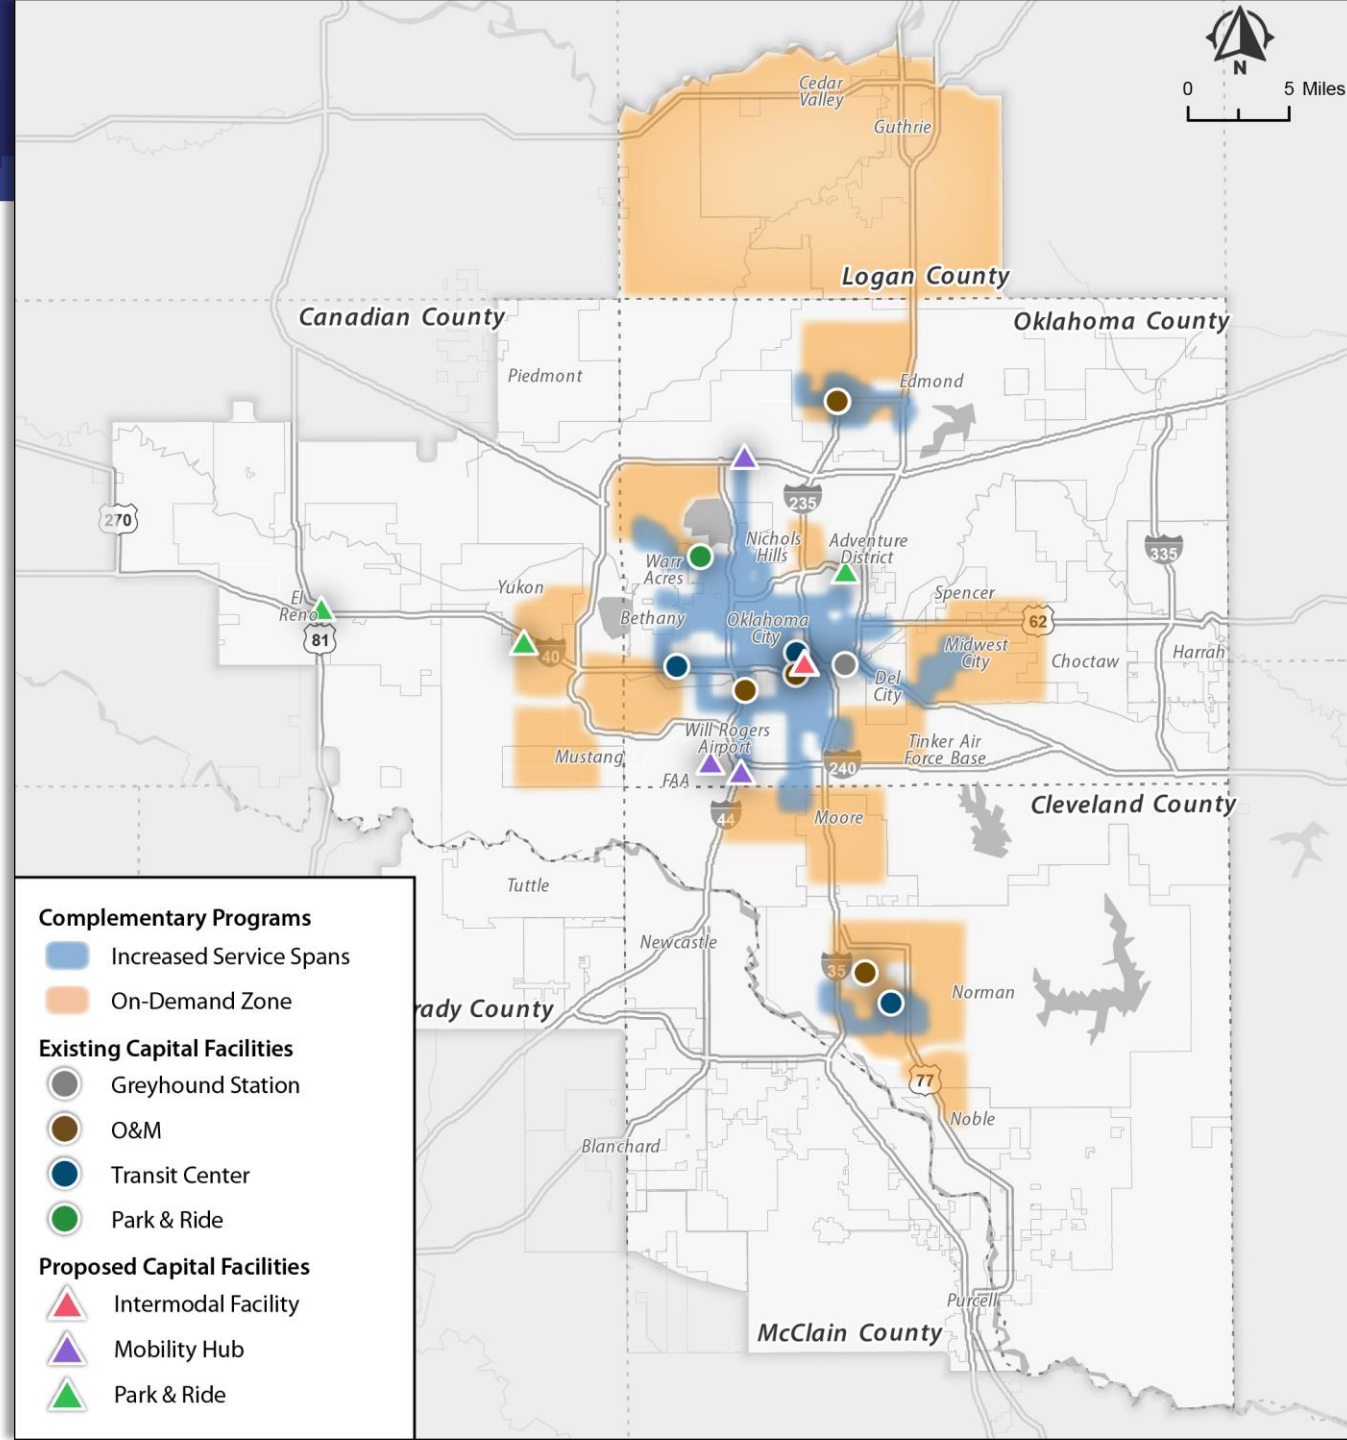 N
0 5 Miles
Cedar
Valley
Guthrie
Logan County
Canadian County
Oklahoma County
Piedmont
Edmond
270
235
335
Nichols
Hills
Adventure
District
Warr
Acres
Yukon
Spencer
El
Reno
81
40
Bethany
Oklahoma
City
62
Midwest
City
Choctaw
Harrah
Del
City
Will Rogers
Airport
Tinker Air
Force Base
Mustang
FAA
240
Cleveland County
44
Moore
Tuttle
Newcastle
35
Norman
rady County
77
Noble
Blanchard
Purcell
McClain County
Complementary Programs
Increased Service Spans
On-Demand Zone
Existing Capital Facilities
Greyhound Station
O&M
Transit Center
Park & Ride
Proposed Capital Facilities
Intermodal Facility
Mobility Hub
Park & Ride